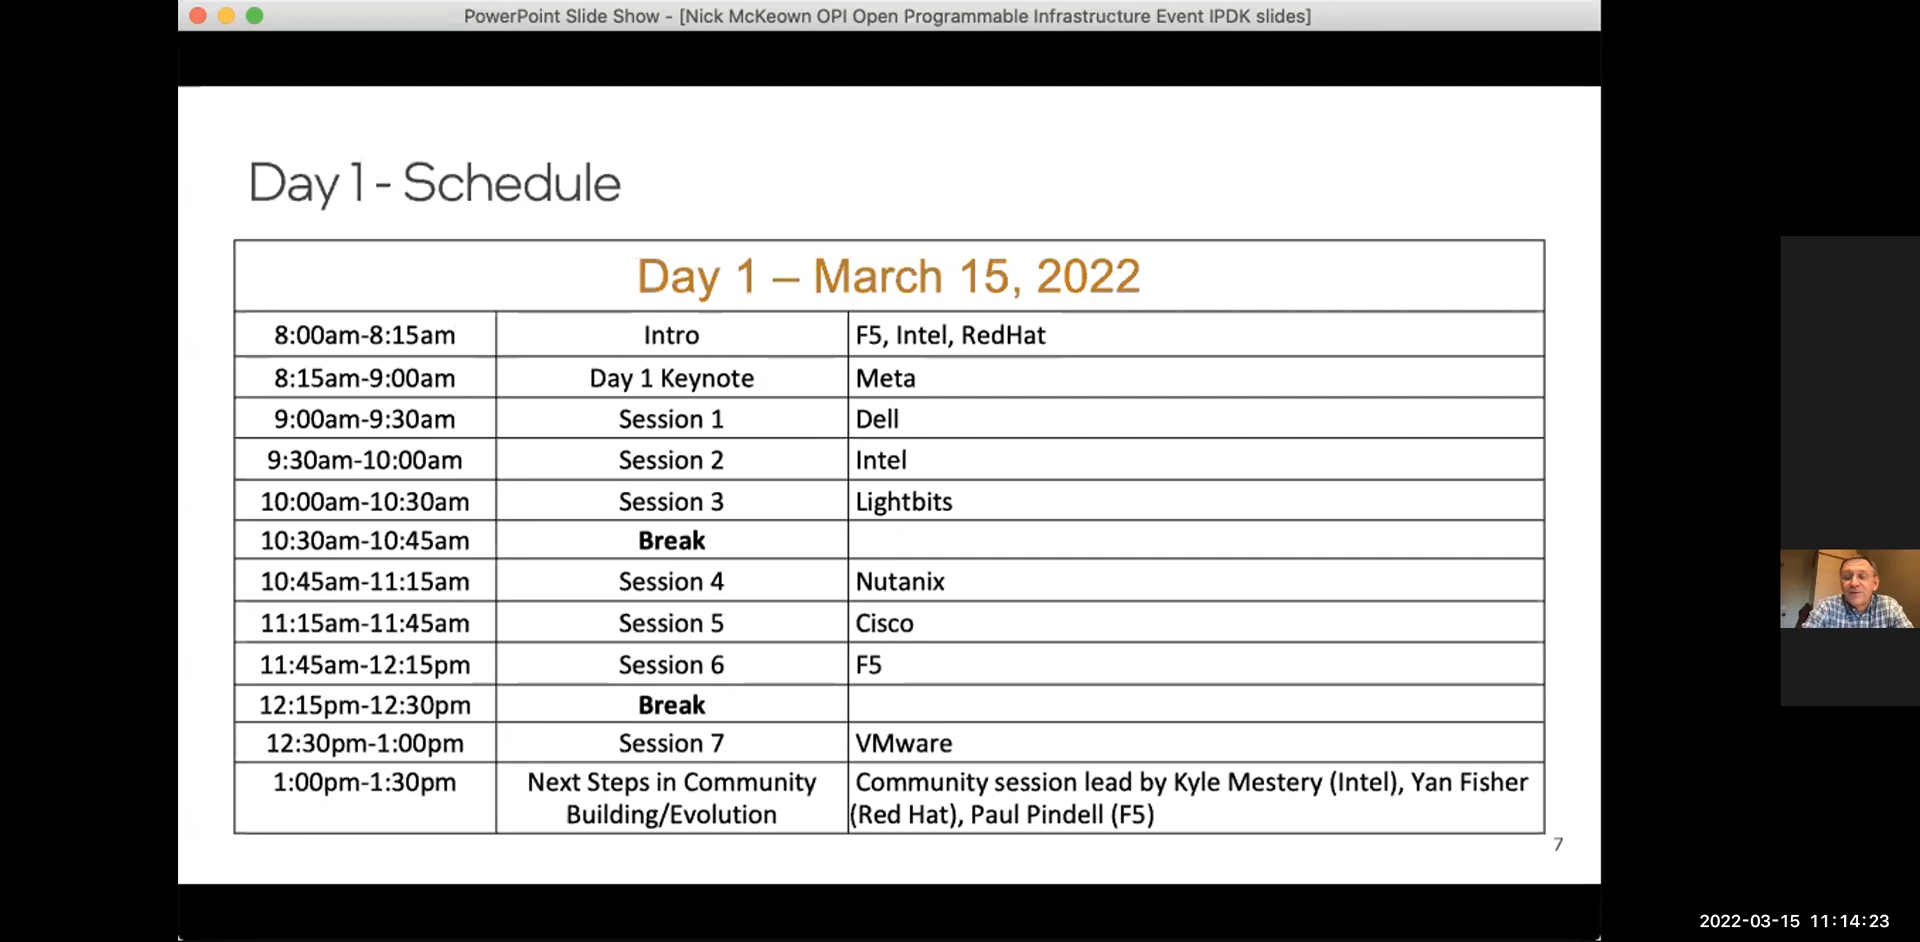 PowerPoint Slide Show - [Nick McKeown OPI Open Programmable Infrastructure Event IPDK slides]
Day 1 - Schedule
Day 1 – March 15, 2022
8:00am-8:15am Intro F5, Intel, RedHat
8:15am-9:00am Day 1 Keynote Meta
9:00am-9:30am Session 1 Dell
9:30am-10:00am Session 2 Intel
10:00am-10:30am Session 3 Lightbits
10:30am-10:45am Break
10:45am-11:15am Session 4 Nutanix
11:15am-11:45am Session 5 Cisco
11:45am-12:15pm Session 6 F5
12:15pm-12:30pm Break
12:30pm-1:00pm Session 7 VMware
1:00pm-1:30pm Next Steps in Community Community session lead by Kyle Mestery (Intel), Yan Fisher
Building/Evolution (Red Hat), Paul Pindell (F5)
7
2022-03-15 11:14:23